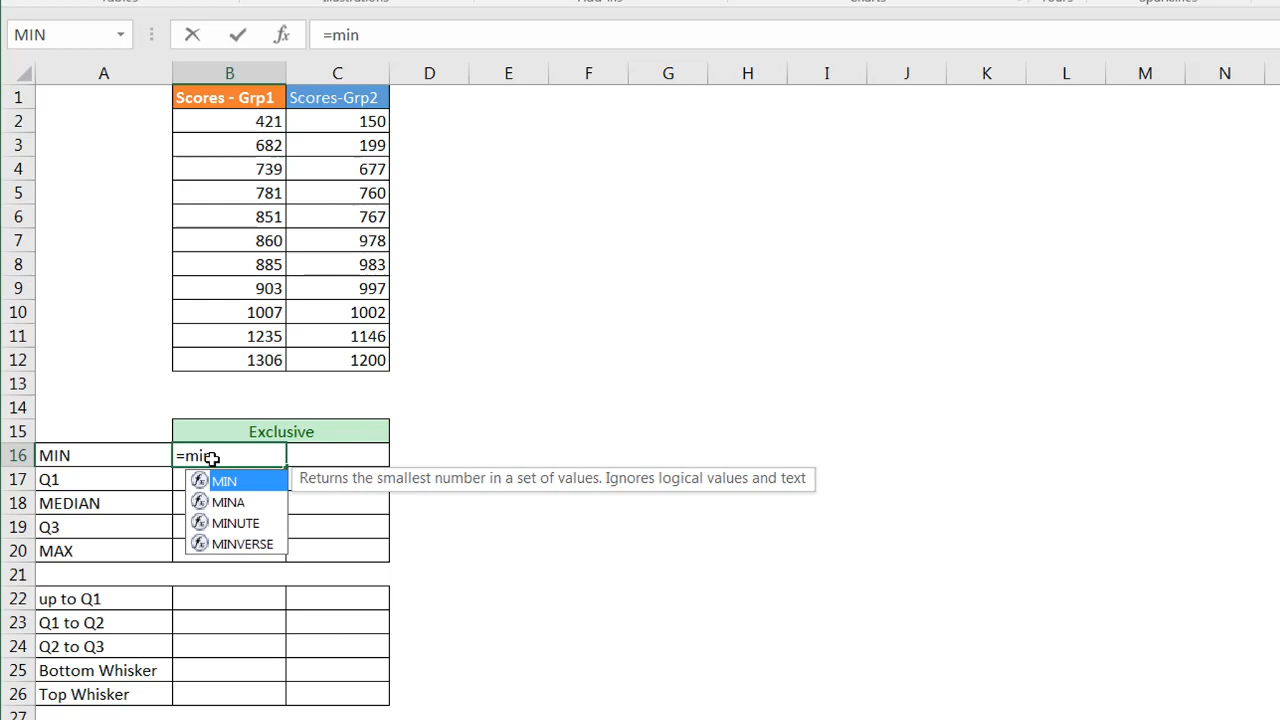 MIN =min
A B C D E F G H I J K L M N
1 Scores - Grp1 Scores-Grp2
2 421 150
3 682 199
4 739 677
5 781 760
6 851 767
7 860 978
8 885 983
9 903 997
10 1007 1002
11 1235 1146
12 1306 1200
13
14
15 Exclusive
16 MIN =min
17 Q1 MIN Returns the smallest number in a set of values. Ignores logical values and text
18 MEDIAN MINA
19 Q3 MINUTE
20 MAX MINVERSE
21
22 up to Q1
23 Q1 to Q2
24 Q2 to Q3
25 Bottom Whisker
26 Top Whisker
27